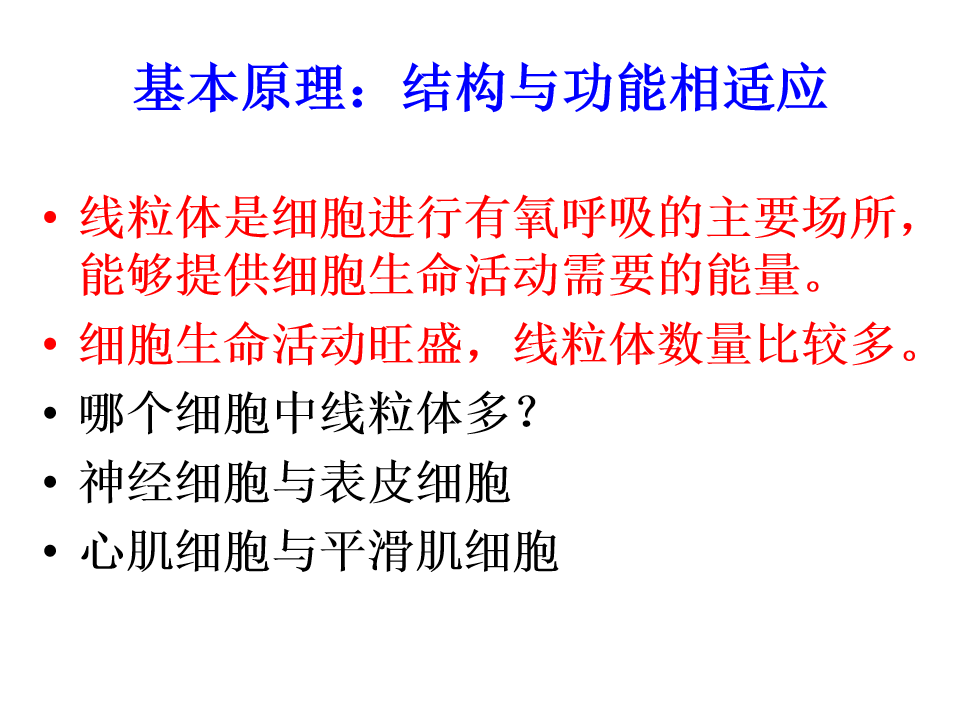 基本原理：结构与功能相适应
• 线粒体是细胞进行有氧呼吸的主要场所，
能够提供细胞生命活动需要的能量。
• 细胞生命活动旺盛，线粒体数量比较多。
• 哪个细胞中线粒体多？
• 神经细胞与表皮细胞
• 心肌细胞与平滑肌细胞